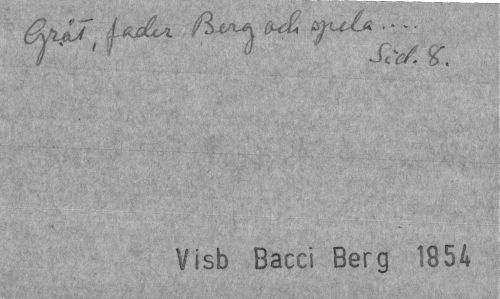 Gråt, fader Berg och spela....
Sid. 8.
Visb Bacci Berg 1854